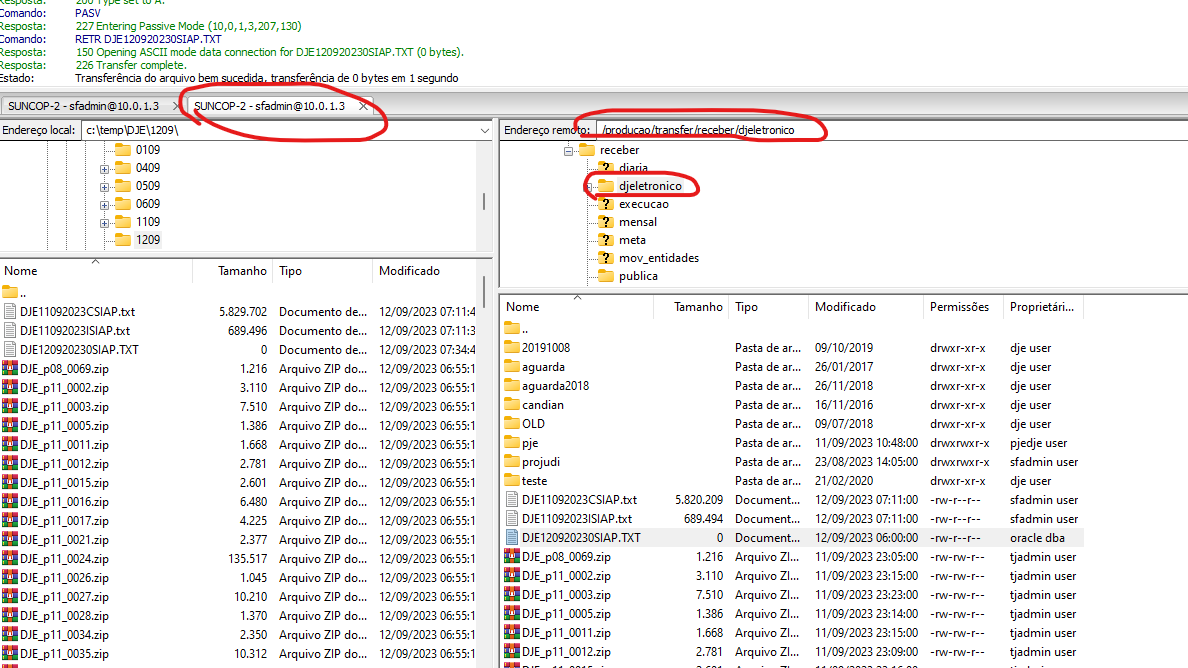 Resposta: 200 Type set to A.
Comando: PASV
Resposta: 227 Entering Passive Mode (10,0,1,3,207,130)
Comando: RETR DJE120920230SIAP.TXT
Resposta: 150 Opening ASCII mode data connection for DJE120920230SIAP.TXT (0 bytes).
Resposta: 226 Transfer complete.
Estado: Transferência do arquivo bem sucedida, transferência de 0 bytes em 1 segundo
SUNCOP-2 - sfadmin@10.0.1.3 SUNCOP-2 - sfadmin@10.0.1.3
Endereço local: c:\temp\DJE\1209\
0109
0409
0509
0609
1109
1209
Nome Tamanho Tipo Modificado
..
DJE11092023CSIAP.txt 5.829.702 Documento de... 12/09/2023 07:11:4
DJE11092023ISIAP.txt 689.496 Documento de... 12/09/2023 07:11:3
DJE120920230SIAP.TXT 0 Documento de... 12/09/2023 07:34:4
DJE_p08_0069.zip 1.216 Arquivo ZIP do... 12/09/2023 06:55:1
DJE_p11_0002.zip 3.110 Arquivo ZIP do... 12/09/2023 06:55:1
DJE_p11_0003.zip 7.510 Arquivo ZIP do... 12/09/2023 06:55:1
DJE_p11_0005.zip 1.386 Arquivo ZIP do... 12/09/2023 06:55:1
DJE_p11_0011.zip 1.668 Arquivo ZIP do... 12/09/2023 06:55:1
DJE_p11_0012.zip 2.781 Arquivo ZIP do... 12/09/2023 06:55:1
DJE_p11_0015.zip 2.601 Arquivo ZIP do... 12/09/2023 06:55:1
DJE_p11_0016.zip 6.480 Arquivo ZIP do... 12/09/2023 06:55:1
DJE_p11_0017.zip 4.225 Arquivo ZIP do... 12/09/2023 06:55:1
DJE_p11_0021.zip 2.377 Arquivo ZIP do... 12/09/2023 06:55:1
DJE_p11_0024.zip 135.517 Arquivo ZIP do... 12/09/2023 06:55:1
DJE_p11_0026.zip 1.045 Arquivo ZIP do... 12/09/2023 06:55:1
DJE_p11_0027.zip 10.210 Arquivo ZIP do... 12/09/2023 06:55:1
DJE_p11_0028.zip 1.370 Arquivo ZIP do... 12/09/2023 06:55:1
DJE_p11_0034.zip 2.350 Arquivo ZIP do... 12/09/2023 06:55:1
DJE_p11_0035.zip 10.312 Arquivo ZIP do... 12/09/2023 06:55:1
Endereço remoto: /producao/transfer/receber/djeletronico
receber
diaria
djeletronico
execucao
mensal
meta
mov_entidades
publica
Nome Tamanho Tipo Modificado Permissões Proprietári...
..
20191008 Pasta de ar... 09/10/2019 drwxr-xr-x dje user
aguarda Pasta de ar... 26/01/2017 drwxr-xr-x dje user
aguarda2018 Pasta de ar... 26/11/2018 drwxr-xr-x dje user
candian Pasta de ar... 16/11/2016 drwxr-xr-x dje user
OLD Pasta de ar... 09/07/2018 drwxr-xr-x dje user
pje Pasta de ar... 11/09/2023 10:48:00 drwxrwxr-x pjedje user
projudi Pasta de ar... 23/08/2023 14:05:00 drwxrwxr-x sfadmin user
teste Pasta de ar... 21/02/2020 drwxr-xr-x dje user
DJE11092023CSIAP.txt 5.820.209 Document... 12/09/2023 07:11:00 -rw-r--r-- sfadmin user
DJE11092023ISIAP.txt 689.494 Document... 12/09/2023 07:11:00 -rw-r--r-- sfadmin user
DJE120920230SIAP.TXT 0 Document... 12/09/2023 06:00:00 -rw-r--r-- oracle dba
DJE_p08_0069.zip 1.216 Arquivo ZI... 11/09/2023 23:05:00 -rw-rw-r-- tjadmin user
DJE_p11_0002.zip 3.110 Arquivo ZI... 11/09/2023 23:15:00 -rw-rw-r-- tjadmin user
DJE_p11_0003.zip 7.510 Arquivo ZI... 11/09/2023 23:23:00 -rw-rw-r-- tjadmin user
DJE_p11_0005.zip 1.386 Arquivo ZI... 11/09/2023 23:14:00 -rw-rw-r-- tjadmin user
DJE_p11_0011.zip 1.668 Arquivo ZI... 11/09/2023 23:15:00 -rw-rw-r-- tjadmin user
DJE_p11_0012.zip 2.781 Arquivo ZI... 11/09/2023 23:09:00 -rw-rw-r-- tjadmin user